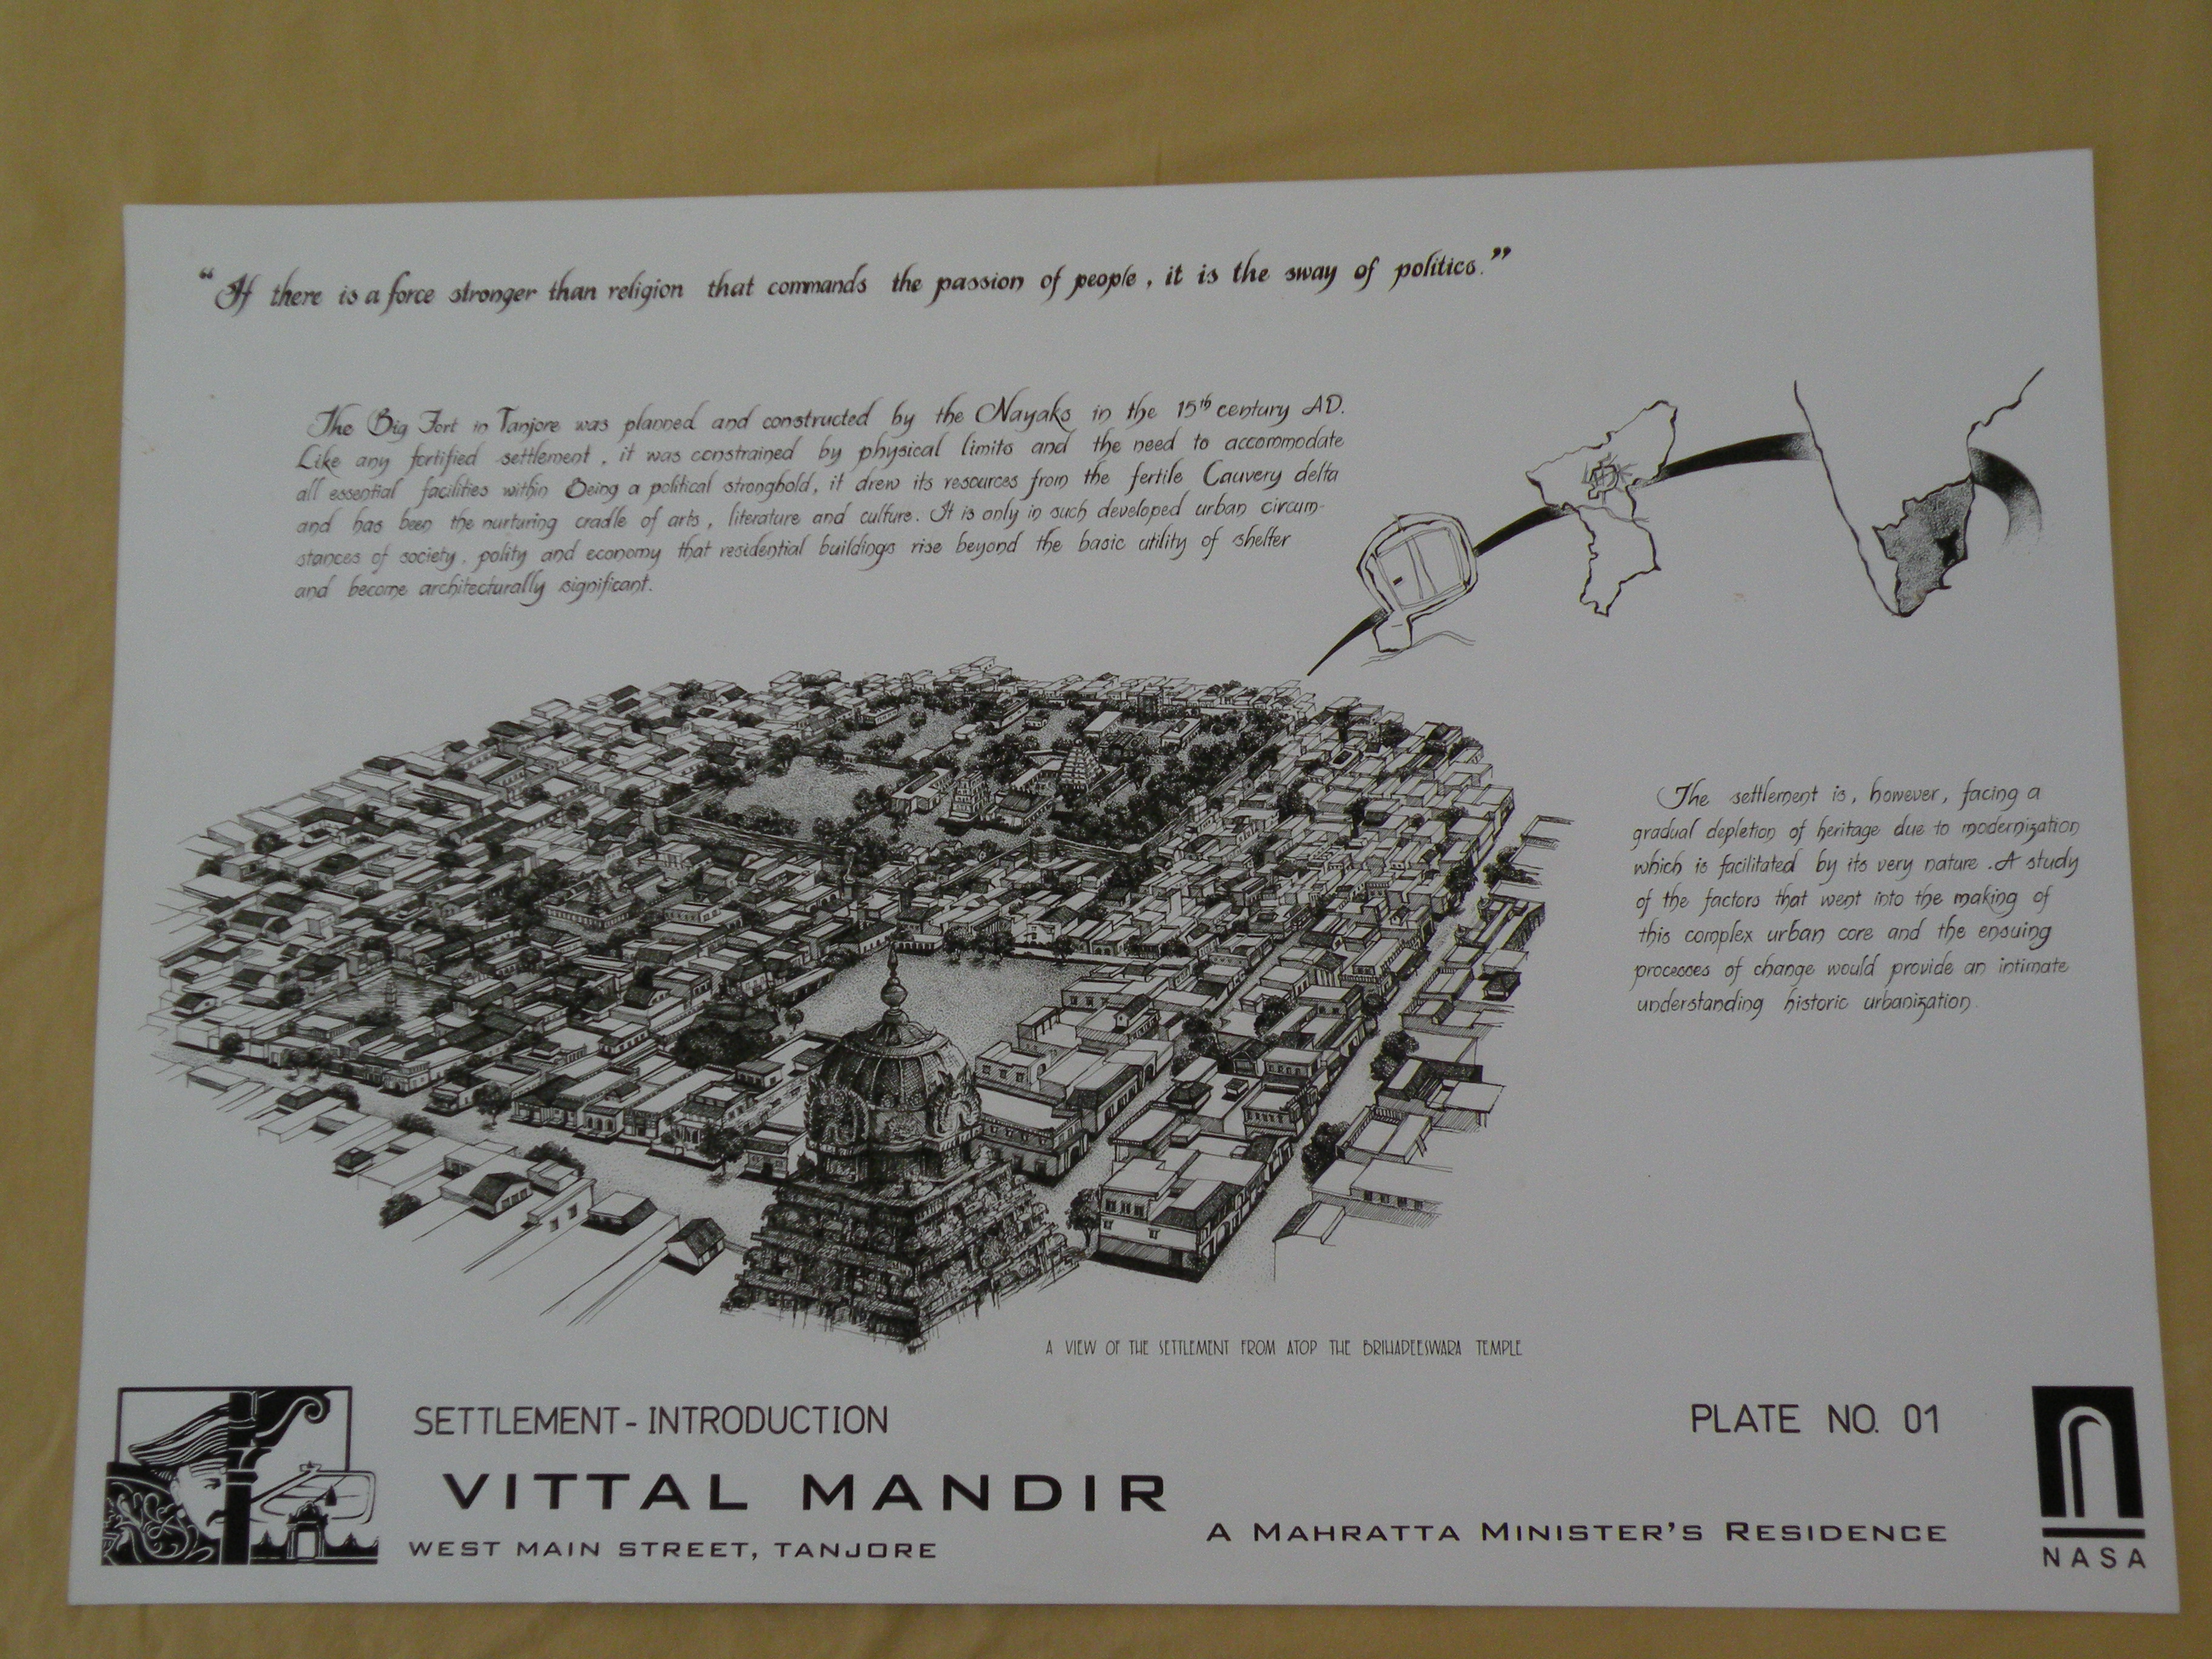 “If there is a force stronger than religion that commands the passion of people, it is the sway of politics.”
The Big Fort in Tanjore was planned and constructed by the Nayaks in the 15th century AD.
Like any fortified settlement, it was constrained by physical limits and the need to accommodate
all essential facilities within Being a political stronghold, it drew its resources from the fertile Cauvery delta
and has been the nurturing cradle of arts, literature and culture. It is only in such developed urban circum-
stances of society, polity and economy that residential buildings rise beyond the basic utility of shelter
and become architecturally significant.
The settlement is, however, facing a
gradual depletion of heritage due to modernization
which is facilitated by its very nature. A study
of the factors that went into the making of
this complex urban core and the ensuing
processes of change would provide an intimate
understanding historic urbanization.
A VIEW OF THE SETTLEMENT FROM ATOP THE BRIHADEESWARA TEMPLE
SETTLEMENT-INTRODUCTION
PLATE NO. 01
VITTAL MANDIR
WEST MAIN STREET, TANJORE
A MAHRATTA MINISTER'S RESIDENCE
NASA